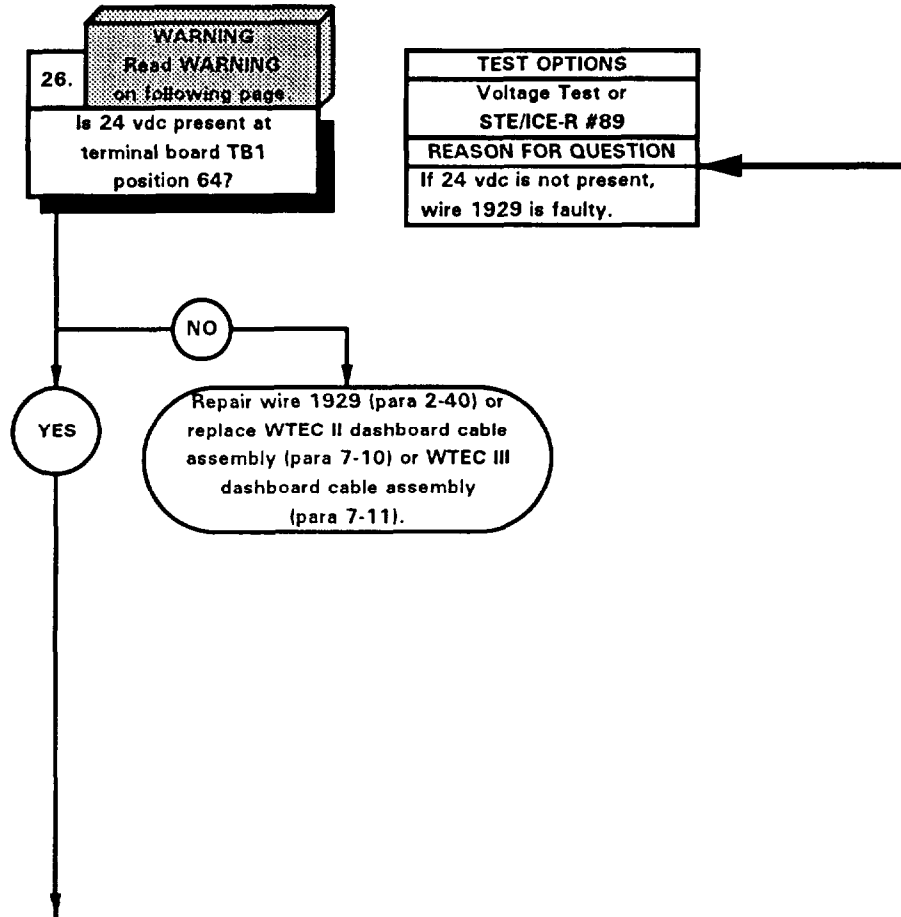 WARNING
Read WARNING
on following page
26.
Is 24 vdc present at
terminal board TB1
position 64?
TEST OPTIONS
Voltage Test or
STE/ICE-R #89
REASON FOR QUESTION
If 24 vdc is not present,
wire 1929 is faulty.
NO
YES
Repair wire 1929 (para 2-40) or
replace WTEC II dashboard cable
assembly (para 7-10) or WTEC III
dashboard cable assembly
(para 7-11).